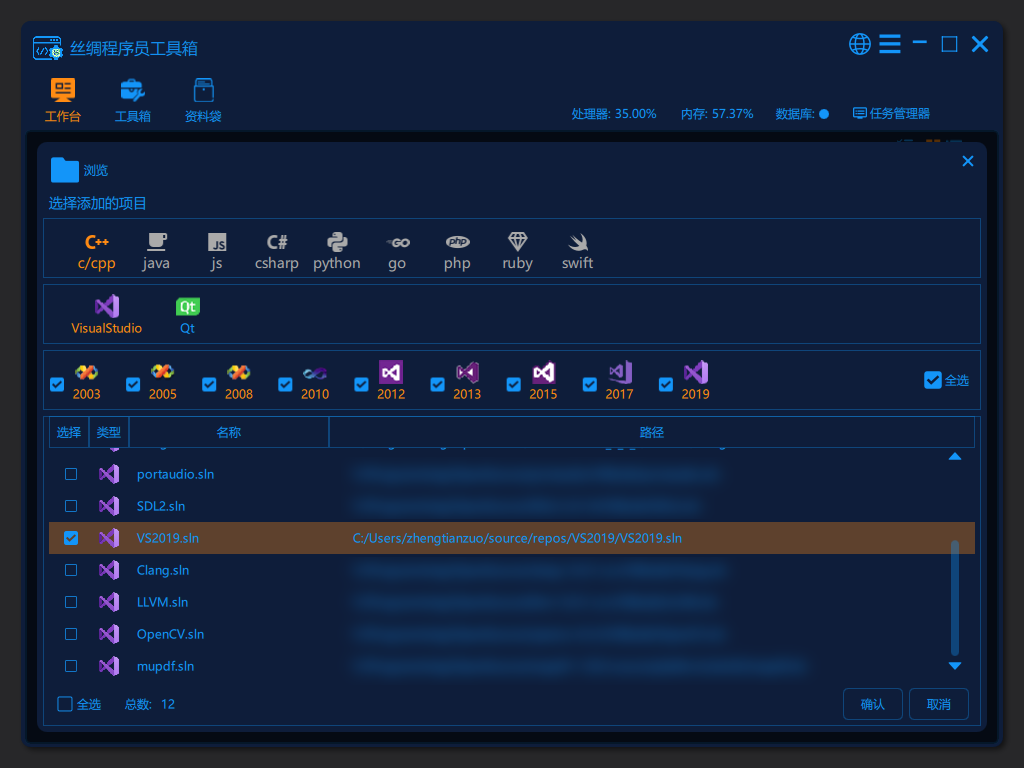 丝绸程序员工具箱
工作台 工具箱 资料袋
处理器: 35.00% 内存: 57.37% 数据库: 任务管理器
浏览
选择添加的项目
C++ JS C# GO php
c/cpp java js csharp python go php ruby swift
Qt
VisualStudio Qt
2003 2005 2008 2010 2012 2013 2015 2017 2019 全选
选择 类型 名称 路径
portaudio.sln
SDL2.sln
VS2019.sln C:/Users/zhengtianzuo/source/repos/VS2019/VS2019.sln
Clang.sln
LLVM.sln
OpenCV.sln
mupdf.sln
全选 总数: 12 确认 取消